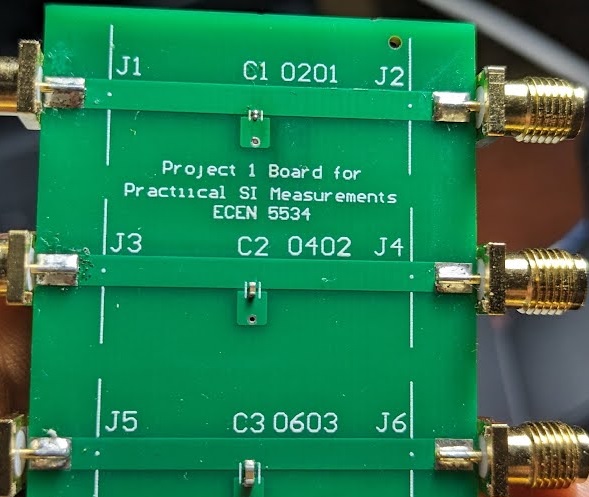 J1 C1 0201 J2
Project 1 Board for
Practiical SI Measurements
ECEN 5534
J3 C2 0402 J4
J5 C3 0603 J6